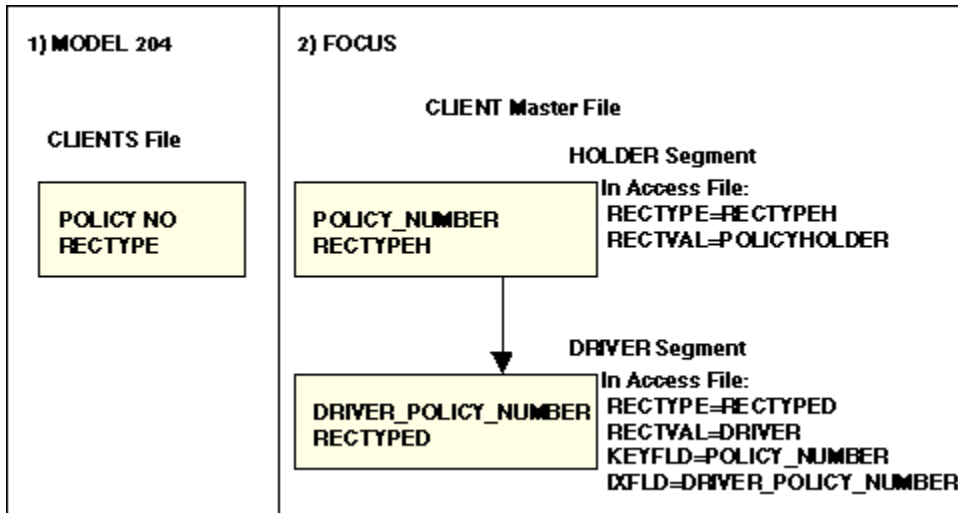 1) MODEL 204
CLIENTS File
POLICY NO
RECTYPE
2) FOCUS
CLIENT Master File
HOLDER Segment
POLICY_NUMBER
RECTYPEH
In Access File:
RECTYPE=RECTYPEH
RECTVAL=POLICYHOLDER
DRIVER Segment
DRIVER_POLICY_NUMBER
RECTYPED
In Access File:
RECTYPE=RECTYPED
RECTVAL=DRIVER
KEYFLD=POLICY_NUMBER
IXFLD=DRIVER_POLICY_NUMBER